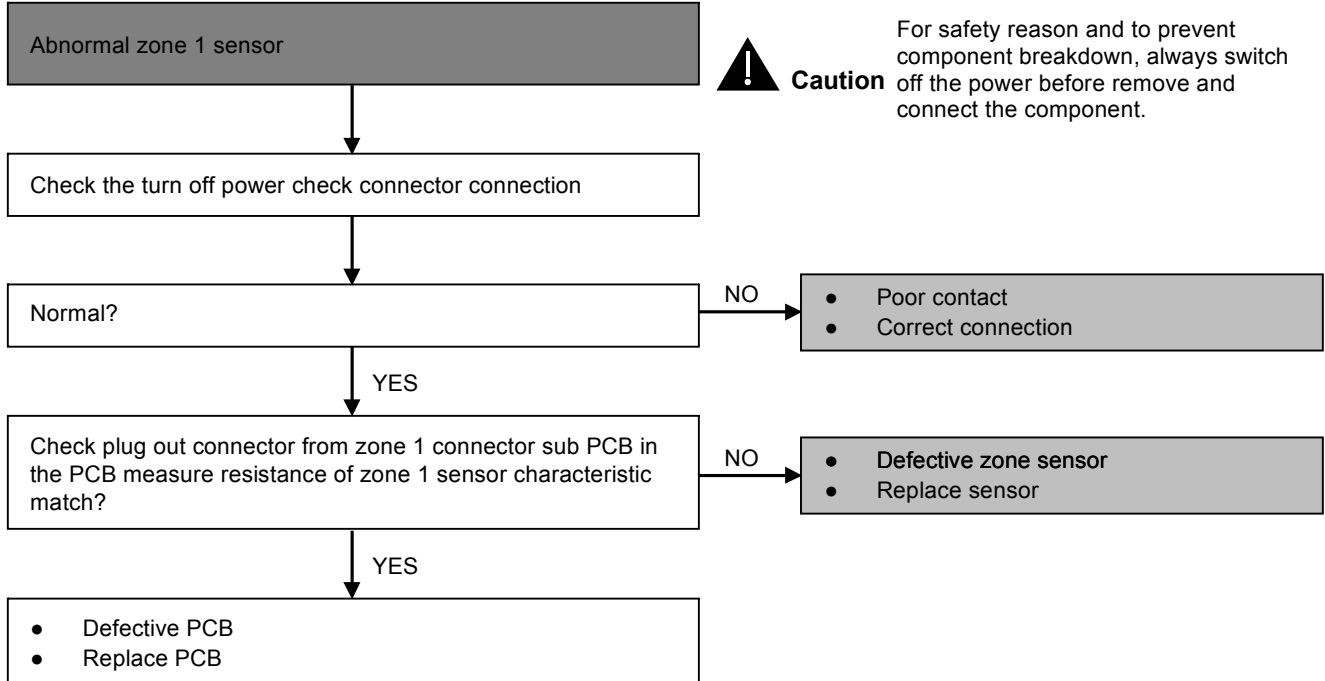 Abnormal zone 1 sensor
Caution
For safety reason and to prevent
component breakdown, always switch
off the power before remove and
connect the component.
Check the turn off power check connector connection
Normal?
NO
● Poor contact
● Correct connection
YES
Check plug out connector from zone 1 connector sub PCB in
the PCB measure resistance of zone 1 sensor characteristic
match?
NO
● Defective zone sensor
● Replace sensor
YES
● Defective PCB
● Replace PCB